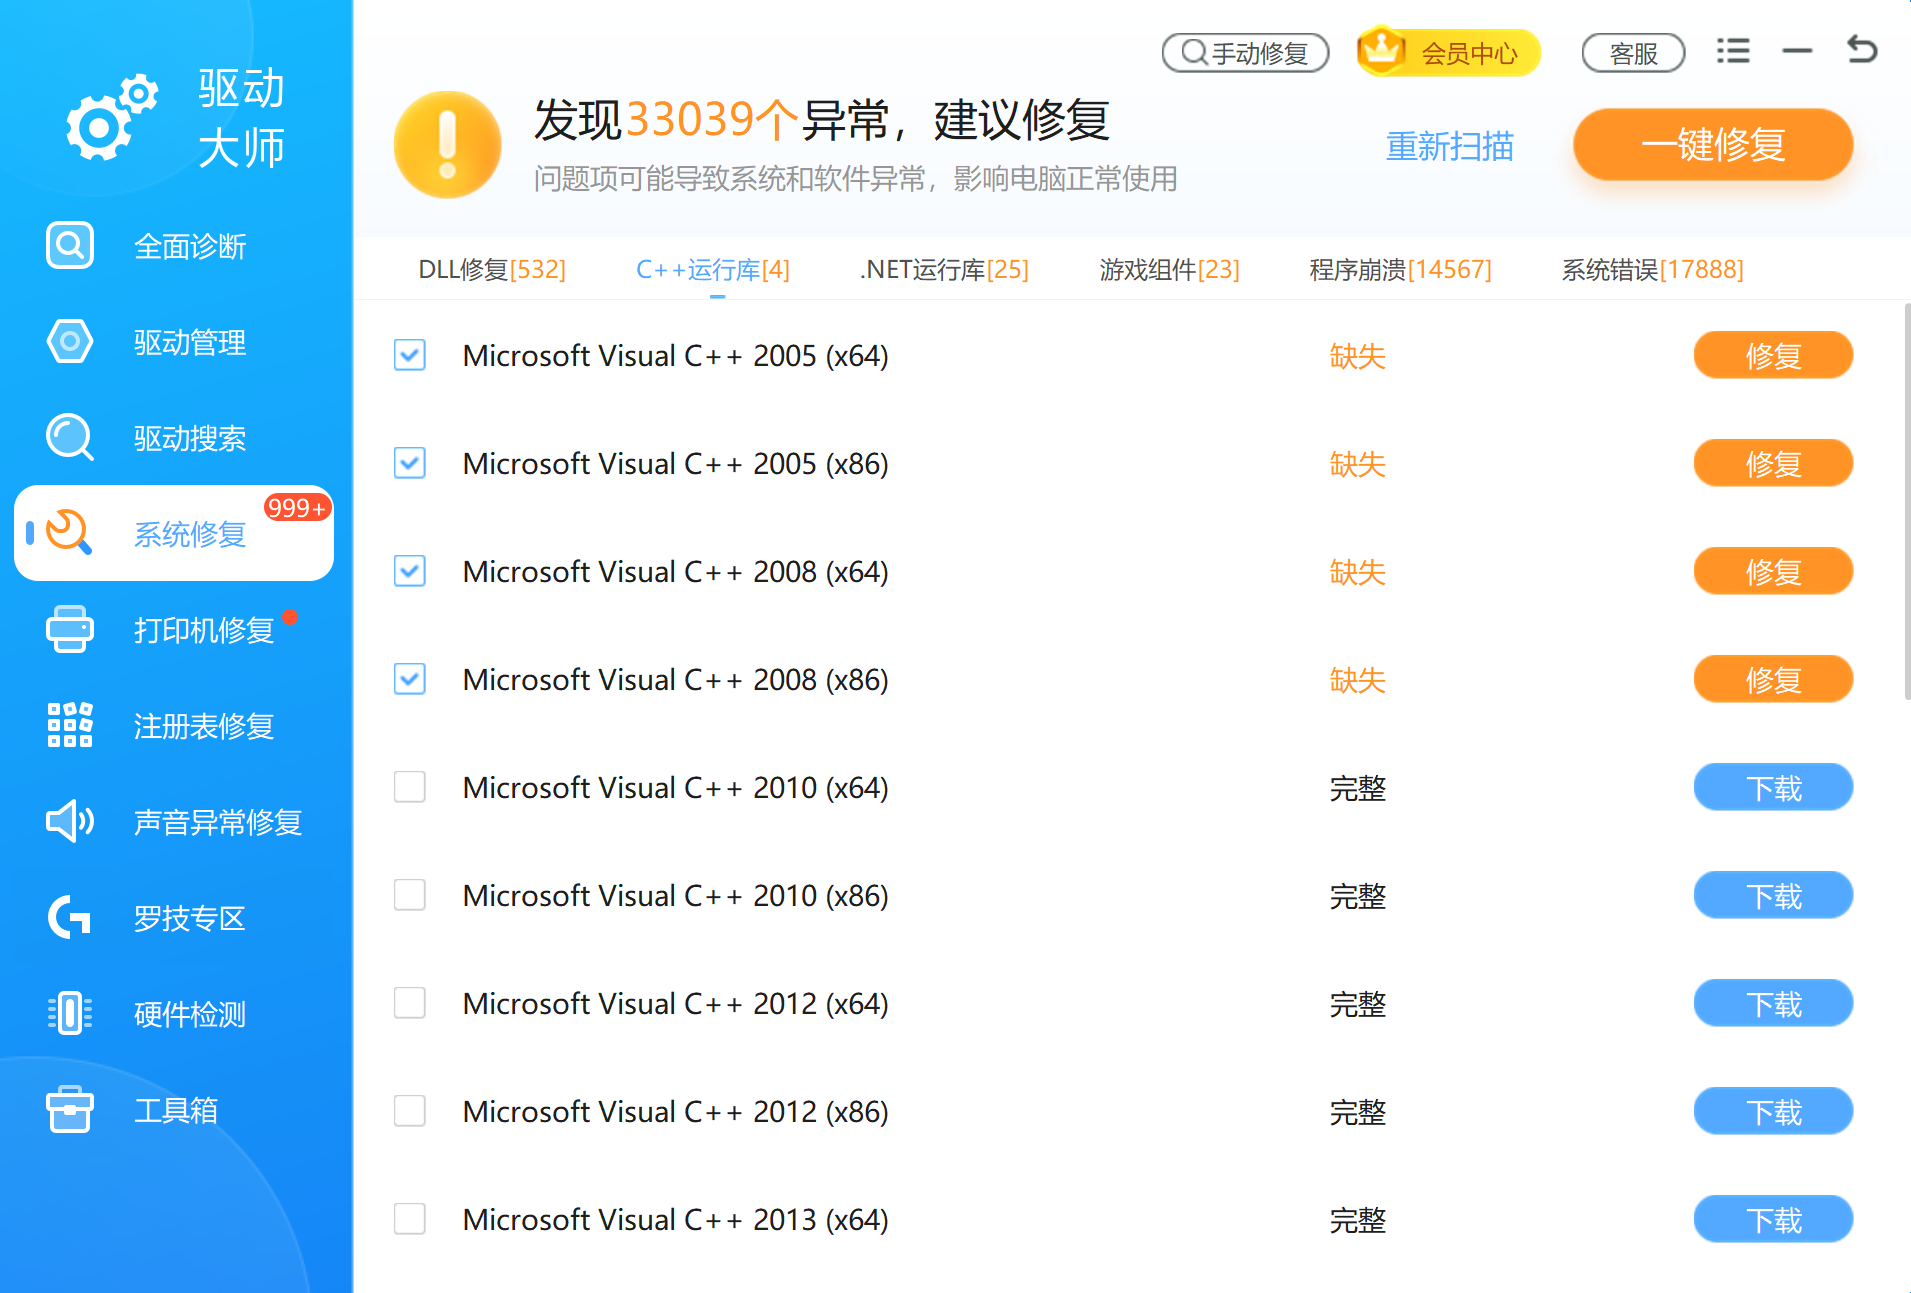 驱动
大师
手动修复
会员中心
客服
发现33039个异常，建议修复
问题项可能导致系统和软件异常，影响电脑正常使用
重新扫描
一键修复
全面诊断
驱动管理
驱动搜索
系统修复
999+
打印机修复
注册表修复
声音异常修复
罗技专区
硬件检测
工具箱
DLL修复[532] C++运行库[4] .NET运行库[25] 游戏组件[23] 程序崩溃[14567] 系统错误[17888]
Microsoft Visual C++ 2005 (x64) 缺失 修复
Microsoft Visual C++ 2005 (x86) 缺失 修复
Microsoft Visual C++ 2008 (x64) 缺失 修复
Microsoft Visual C++ 2008 (x86) 缺失 修复
Microsoft Visual C++ 2010 (x64) 完整 下载
Microsoft Visual C++ 2010 (x86) 完整 下载
Microsoft Visual C++ 2012 (x64) 完整 下载
Microsoft Visual C++ 2012 (x86) 完整 下载
Microsoft Visual C++ 2013 (x64) 完整 下载